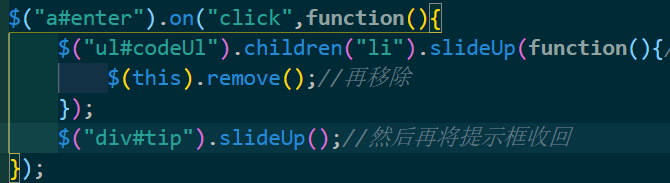 $("a#enter").on("click",function(){
$("ul#codeUl").children("li").slideUp(function(){/
$(this).remove();//再移除
});
$("div#tip").slideUp();//然后再将提示框收回
});